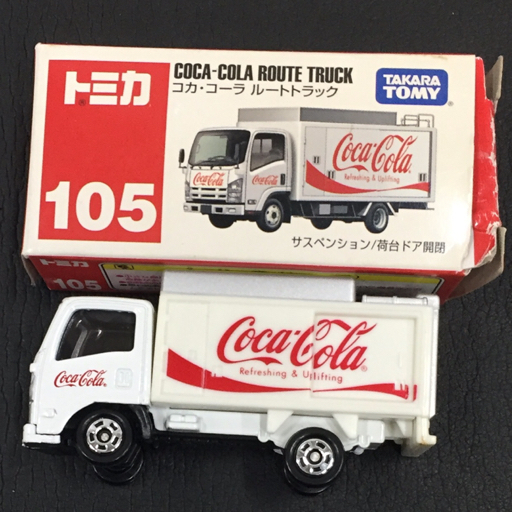 トミカ
105
COCA-COLA ROUTE TRUCK
コカ・コーラ ルートトラック
TAKARA
TOMY
Coca-Cola
Coca-Cola
Refreshing & Uplifting
サスペンション/荷台ドア開閉
トミカ
105
Coca-Cola
Coca-Cola
Refreshing & Uplifting